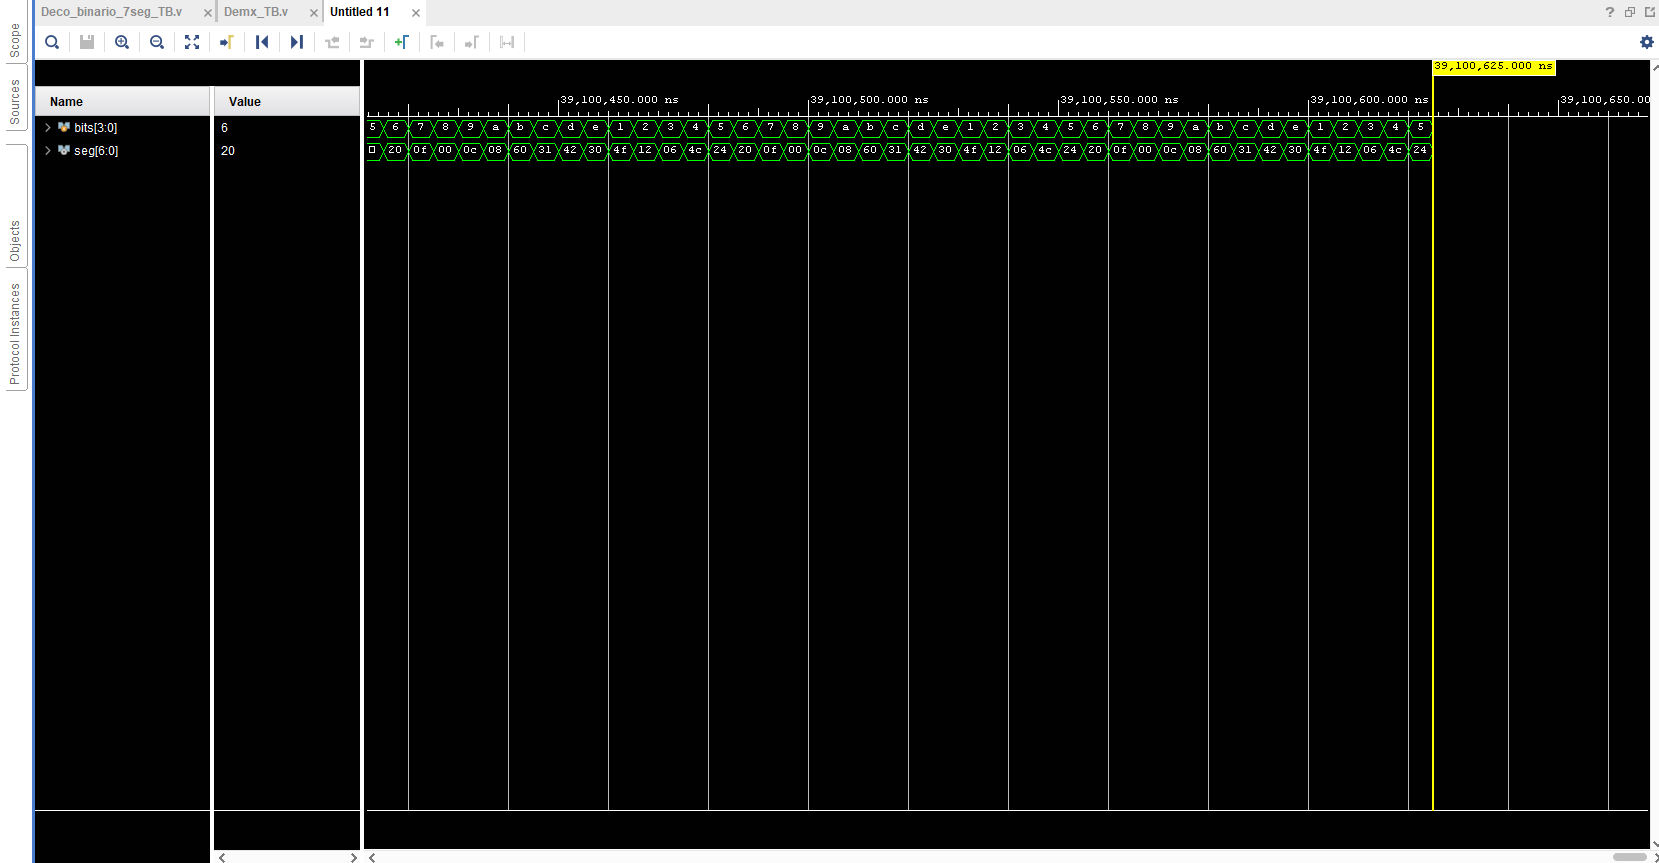 Deco_binario_7seg_TB.v Demx_TB.v Untitled 11
Scope
Sources
Objects
Protocol Instances
39,100,625.000 ns
Name Value 39,100,450.000 ns 39,100,500.000 ns 39,100,550.000 ns 39,100,600.000 ns 39,100,650.00
bits[3:0] 6 5 6 7 8 9 a b c d e 1 2 3 4 5 6 7 8 9 a b c d e 1 2 3 4 5 6 7 8 9 a b c d e 1 2 3 4 5
seg[6:0] 20 20 0f 00 0c 08 60 31 42 30 4f 12 06 4c 24 20 0f 00 0c 08 60 31 42 30 4f 12 06 4c 24 20 0f 00 0c 08 60 31 42 30 4f 12 06 4c 24